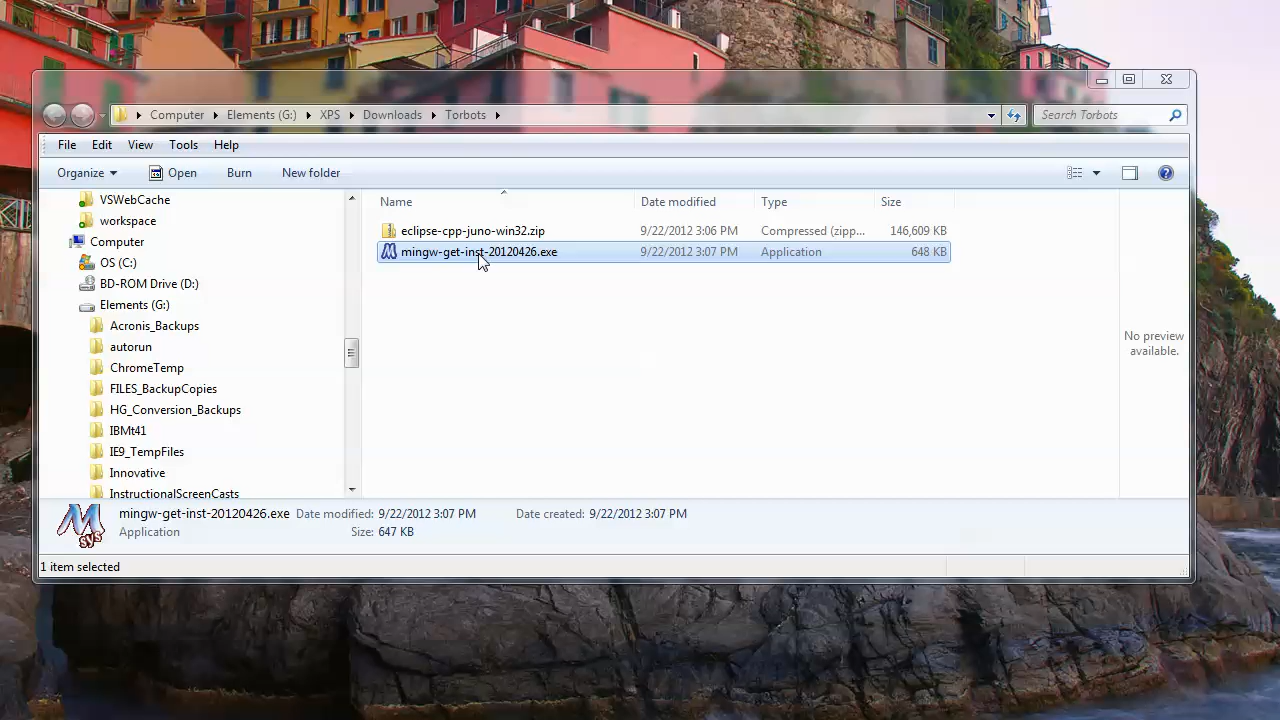 Computer Elements (G:) XPS Downloads Torbots Search Torbots
File Edit View Tools Help
Organize Open Burn New folder
VSWebCache
workspace
Computer
OS (C:)
BD-ROM Drive (D:)
Elements (G:)
Acronis_Backups
autorun
ChromeTemp
FILES_BackupCopies
HG_Conversion_Backups
IBMt41
IE9_TempFiles
Innovative
InstructionalScreenCasts
Name Date modified Type Size
eclipse-cpp-juno-win32.zip 9/22/2012 3:06 PM Compressed (zipp... 146,609 KB
mingw-get-inst-20120426.exe 9/22/2012 3:07 PM Application 648 KB
No preview
available.
mingw-get-inst-20120426.exe Date modified: 9/22/2012 3:07 PM Date created: 9/22/2012 3:07 PM
Application Size: 647 KB
M
sys
1 item selected